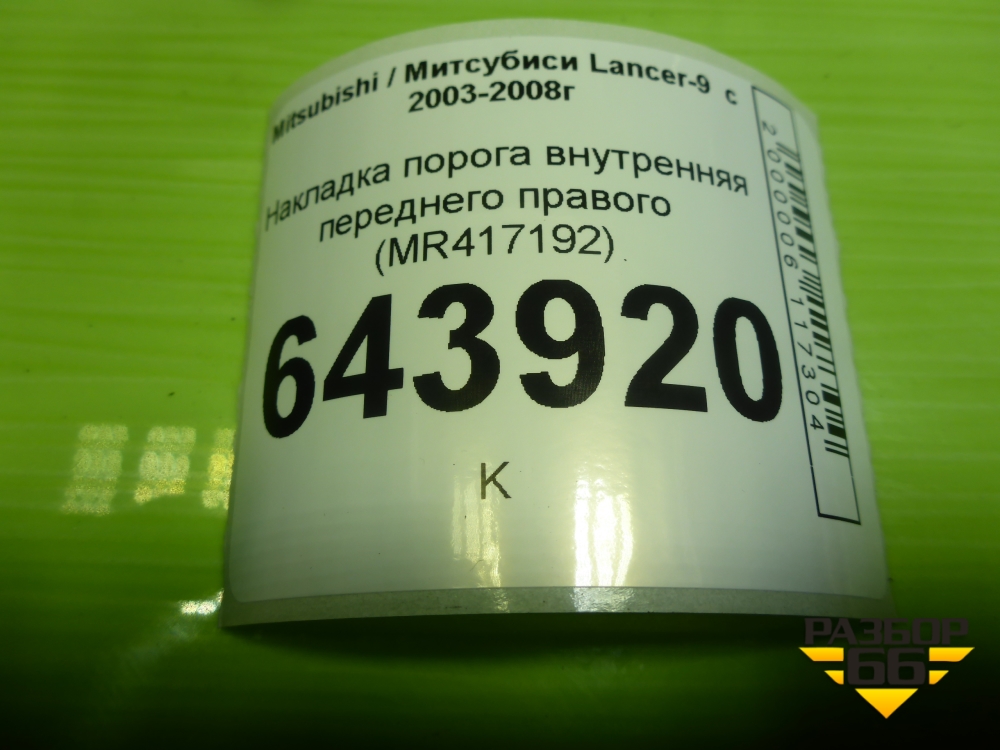 Mitsubishi / Митсубиси Lancer-9 с
2003-2008г
Накладка порога внутренняя
переднего правого
(MR417192)
643920
К
2000006117304
РАЗБОР
66